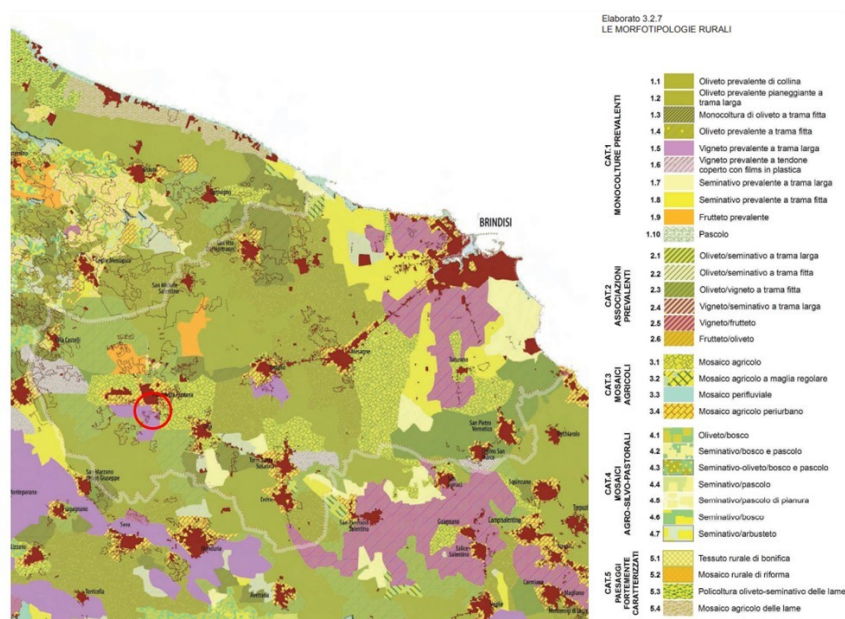 Elaborato 3.2.7
LE MORFOTIPOLOGIE RURALI
CAT.1
MONOCOLTURE PREVALENTI
1.1 Oliveto prevalente di collina
1.2 Oliveto prevalente pianeggiante a
trama larga
1.3 Monocoltura di oliveto a trama fitta
1.4 Oliveto prevalente a trama fitta
1.5 Vigneto prevalente a trama larga
1.6 Vigneto prevalente a tendone
coperto con films in plastica
1.7 Seminativo prevalente a trama larga
1.8 Seminativo prevalente a trama fitta
1.9 Frutteto prevalente
1.10 Pascolo
CAT.2
ASSOCIAZIONI
PREVALENTI
2.1 Oliveto/seminativo a trama larga
2.2 Oliveto/seminativo a trama fitta
2.3 Oliveto/vigneto a trama fitta
2.4 Vigneto/seminativo a trama larga
2.5 Vigneto/frutteto
2.6 Frutteto/oliveto
CAT.3
MOSAICI
AGRICOLI
3.1 Mosaico agricolo
3.2 Mosaico agricolo a maglia regolare
3.3 Mosaico perifluviale
3.4 Mosaico agricolo periurbano
CAT.4
MOSAICI
AGRO-SILVO-PASTORALI
4.1 Oliveto/bosco
4.2 Seminativo/bosco e pascolo
4.3 Seminativo-oliveto/bosco e pascolo
4.4 Seminativo/pascolo
4.5 Seminativo/pascolo di pianura
4.6 Seminativo/bosco
4.7 Seminativo/arbusteto
CAT.5
PAESAGGI
FORTEMENTE
CARATTERIZZATI
5.1 Tessuto rurale di bonifica
5.2 Mosaico rurale di riforma
5.3 Policoltura oliveto-seminativo delle lame
5.4 Mosaico agricolo delle lame
BRINDISI
Mesagne
San Pietro
Vernotico
Guagnano
Campi Salentina
Salice
Salentino